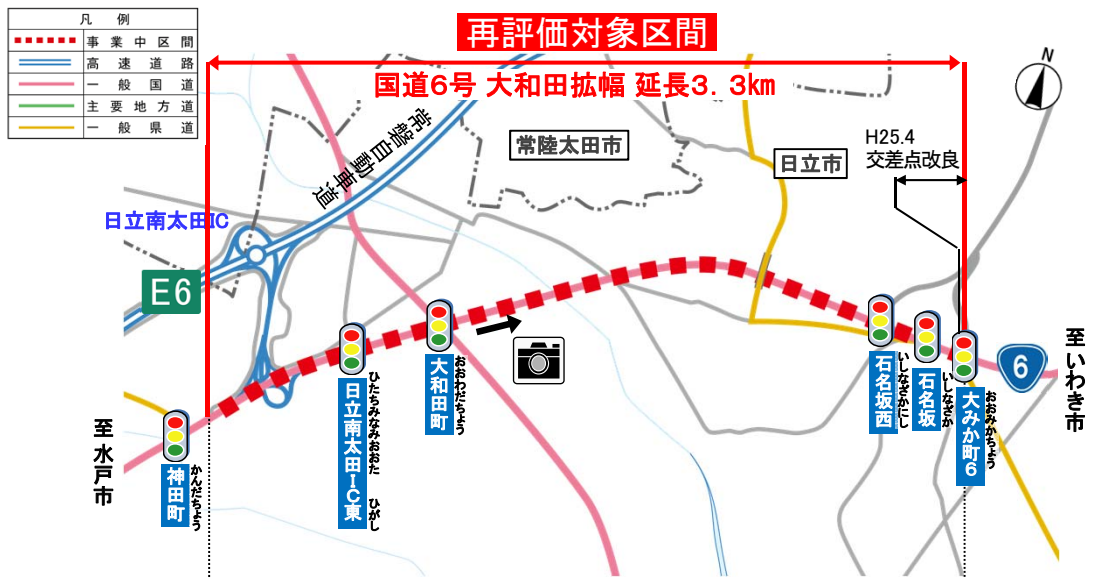 凡例
事業中区間
高速道路
一般国道
主要地方道
一般県道
再評価対象区間
国道6号 大和田拡幅 延長3.3km
N
常磐自動車道
常陸太田市
日立市
H25.4
交差点改良
日立南太田IC
E6
6
至いわき市
至水戸市
神田町
かんだちょう
日立南太田IC東
ひたちみなみおおた ひがし
大和田町
おおわだちょう
石名坂西
いしなざかにし
石名坂
いしなざか
大みか町6
おおみかちょう